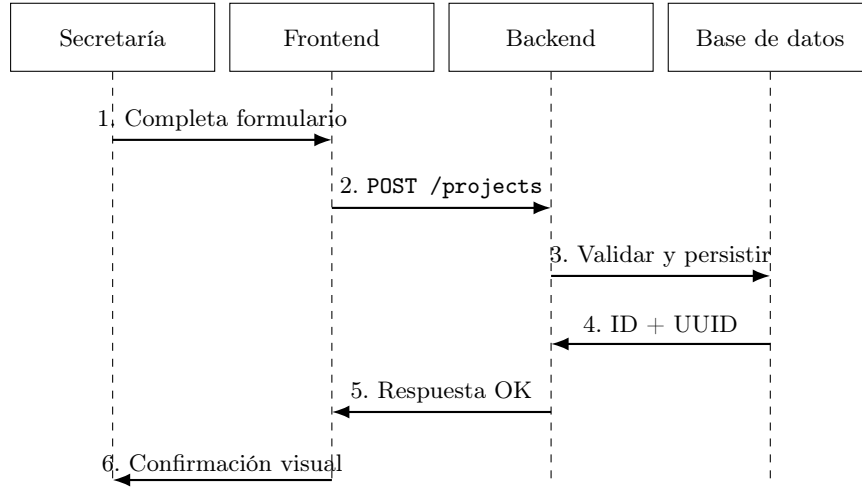 Secretaría
Frontend
Backend
Base de datos
1. Completa formulario
2. POST /projects
3. Validar y persistir
4. ID + UUID
5. Respuesta OK
6. Confirmación visual